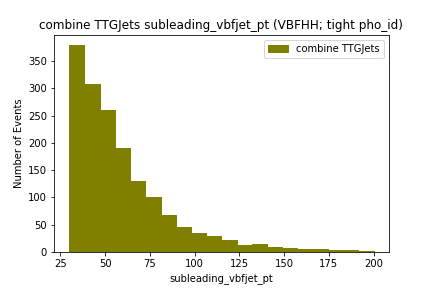 combine TTGJets subleading_vbfjet_pt (VBFHH; tight pho_id)
combine TTGJets
350
300
250
200
150
100
50
0
Number of Events
25 50 75 100 125 150 175 200
subleading_vbfjet_pt